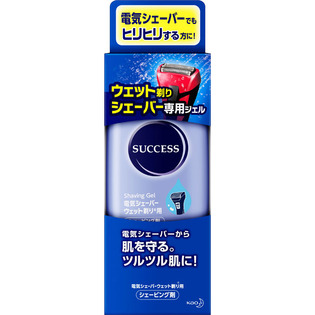 電気シェーバーでも
ヒリヒリする方に!
ウェット剃り
シェーバー専用ジェル
SUCCESS
Shaving Gel
電気シェーバー
ウェット剃り*用
電気シェーバーから
肌を守る。
ツルツル肌に!
電気シェーバーウェット剃り剤
シェービング剤
KAO